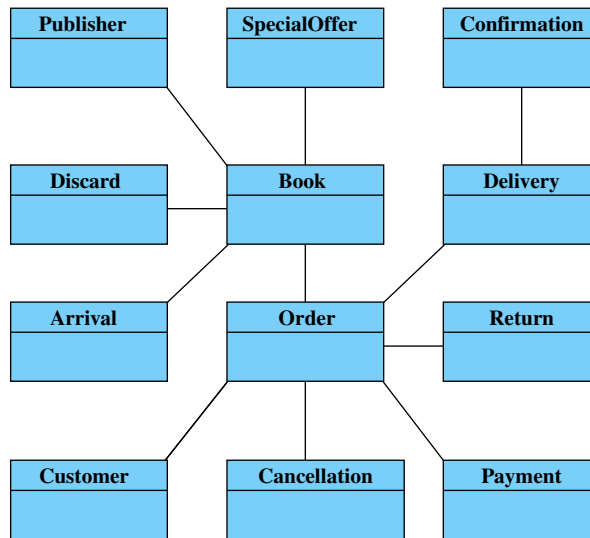 Publisher
SpecialOffer
Confirmation
Discard
Book
Delivery
Arrival
Order
Return
Customer
Cancellation
Payment